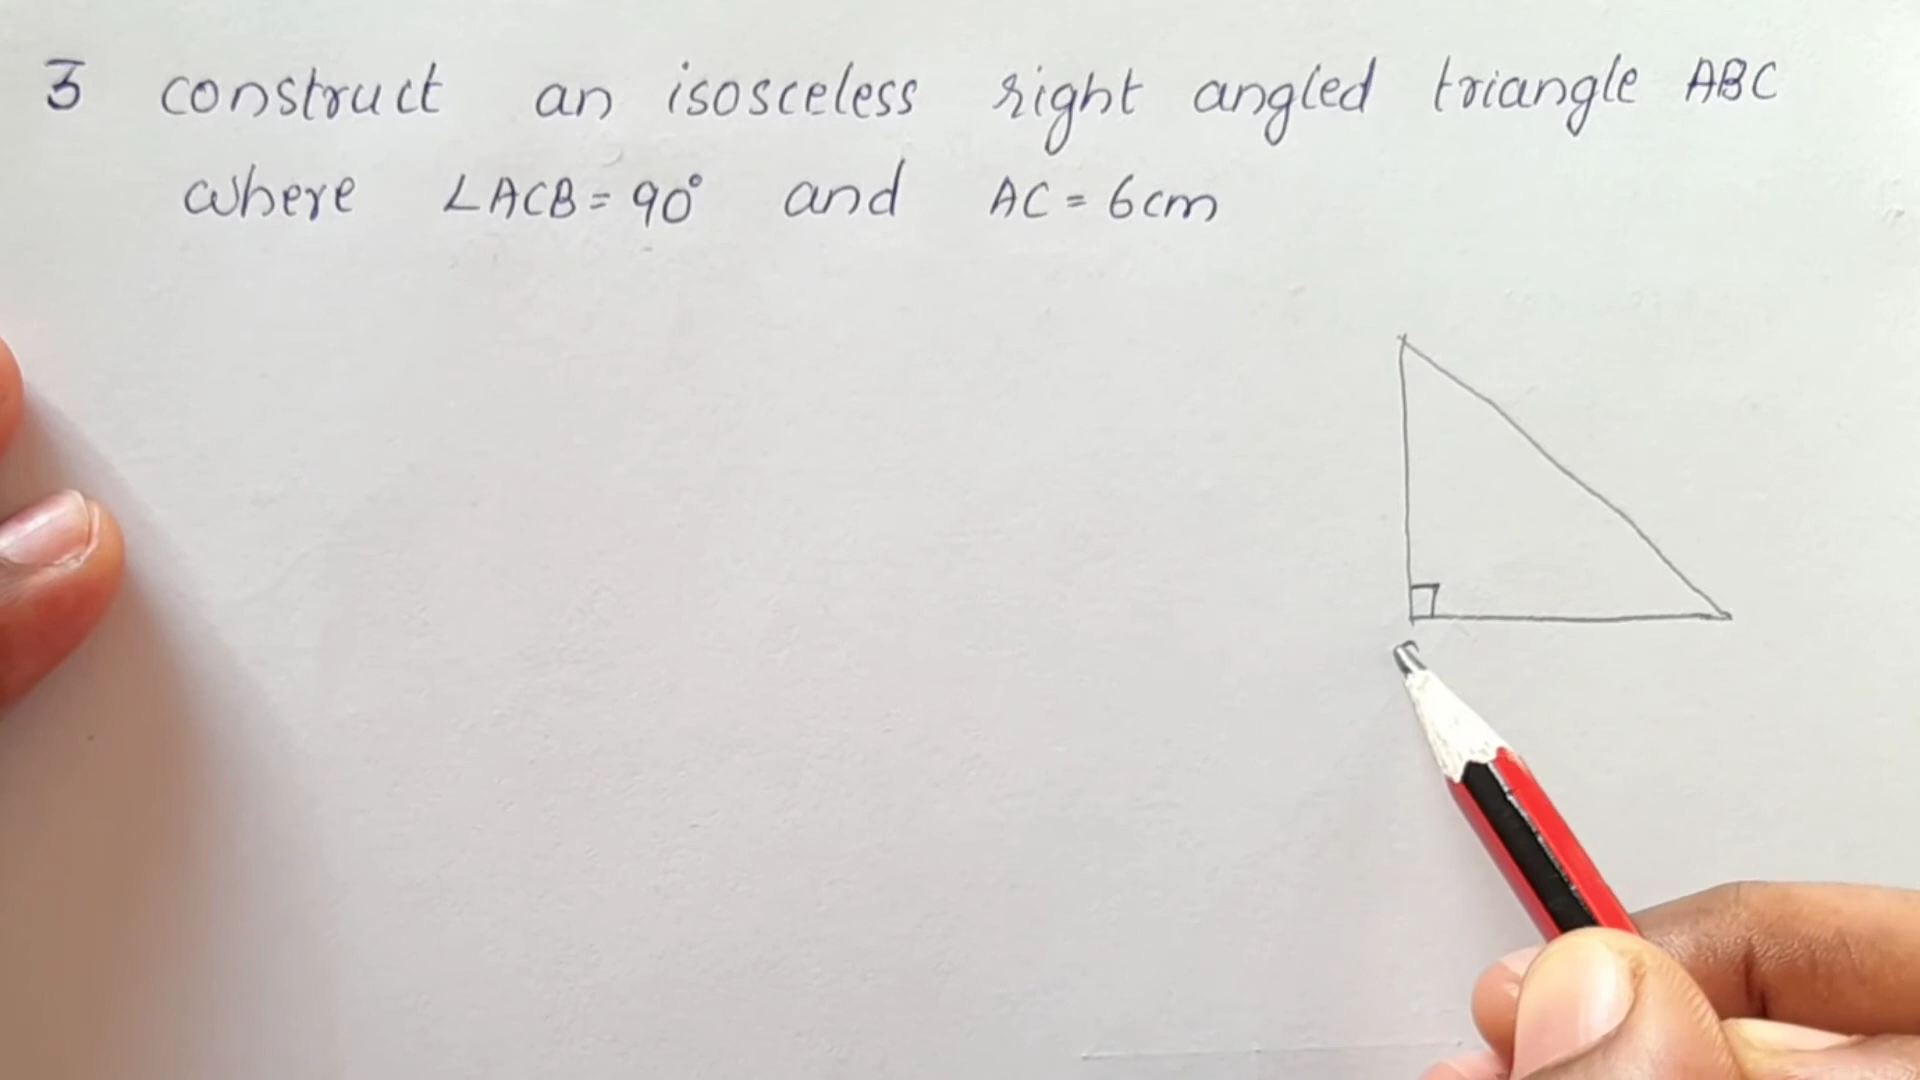 3 construct an isosceless right angled triangle ABC
where ∠ACB = 90° and AC = 6cm